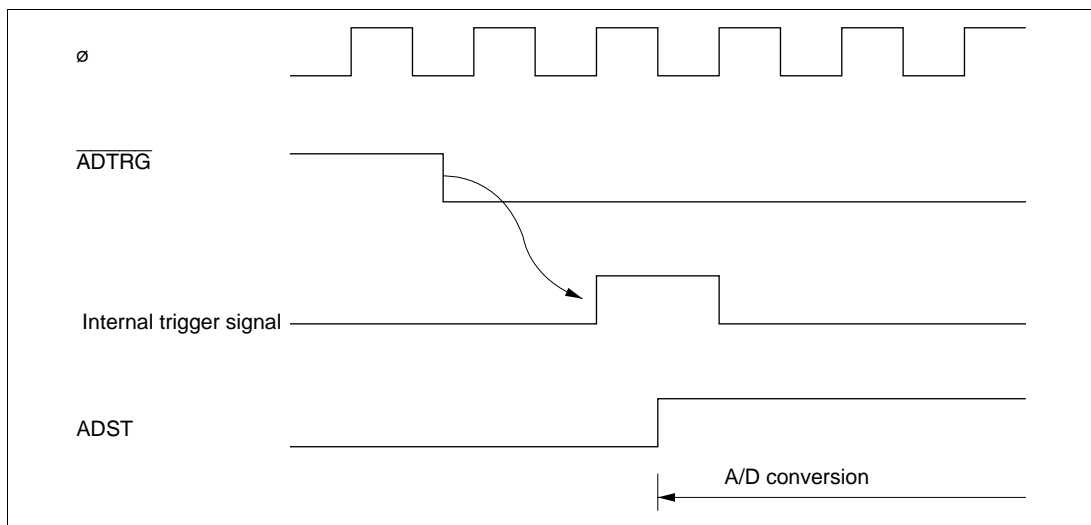 ø
ADTRG
Internal trigger signal
ADST
A/D conversion